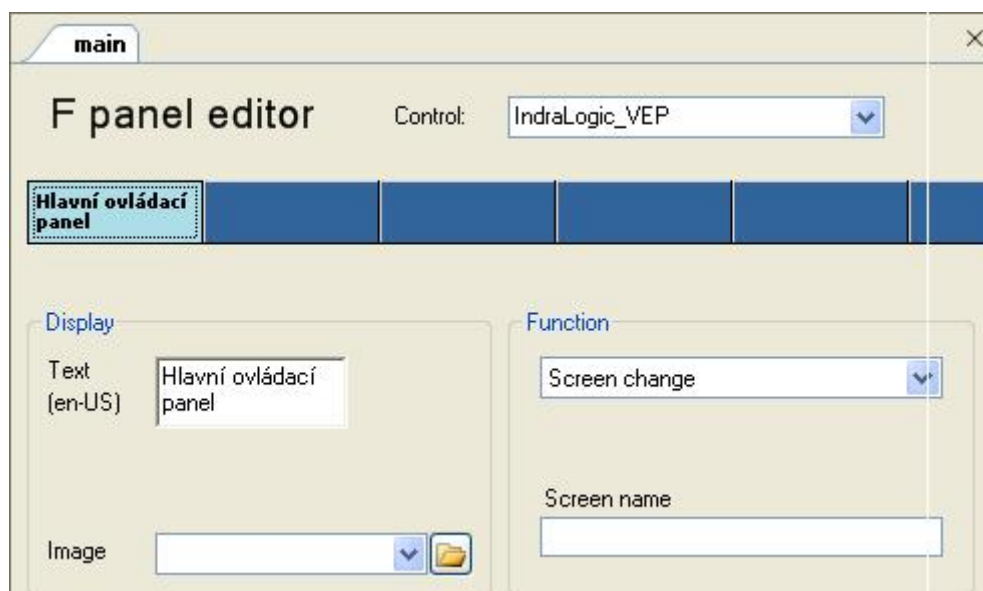 main
F panel editor
Control:
IndraLogic_VEP
Hlavní ovládací
panel
Display
Text
(en-US)
Hlavní ovládací
panel
Image
Function
Screen change
Screen name